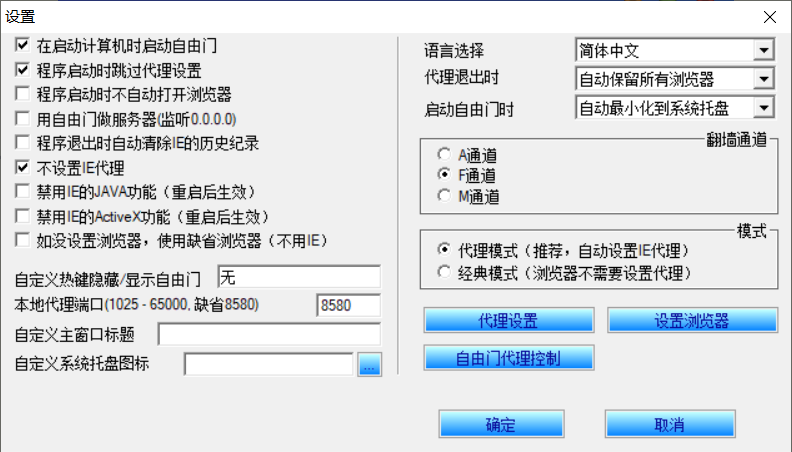 设置
在启动计算机时启动自由门
程序启动时跳过代理设置
程序启动时不自动打开浏览器
用自由门做服务器(监听0.0.0.0)
程序退出时自动清除IE的历史纪录
不设置IE代理
禁用IE的JAVA功能（重启后生效）
禁用IE的ActiveX功能（重启后生效）
如没设置浏览器，使用缺省浏览器（不用IE）
自定义热键隐藏/显示自由门 无
本地代理端口(1025 - 65000, 缺省8580) 8580
自定义主窗口标题
自定义系统托盘图标 ...
语言选择 简体中文
代理退出时 自动保留所有浏览器
启动自由门时 自动最小化到系统托盘
翻墙通道
A通道
F通道
M通道
模式
代理模式（推荐，自动设置IE代理）
经典模式（浏览器不需要设置代理）
代理设置 设置浏览器
自由门代理控制
确定 取消